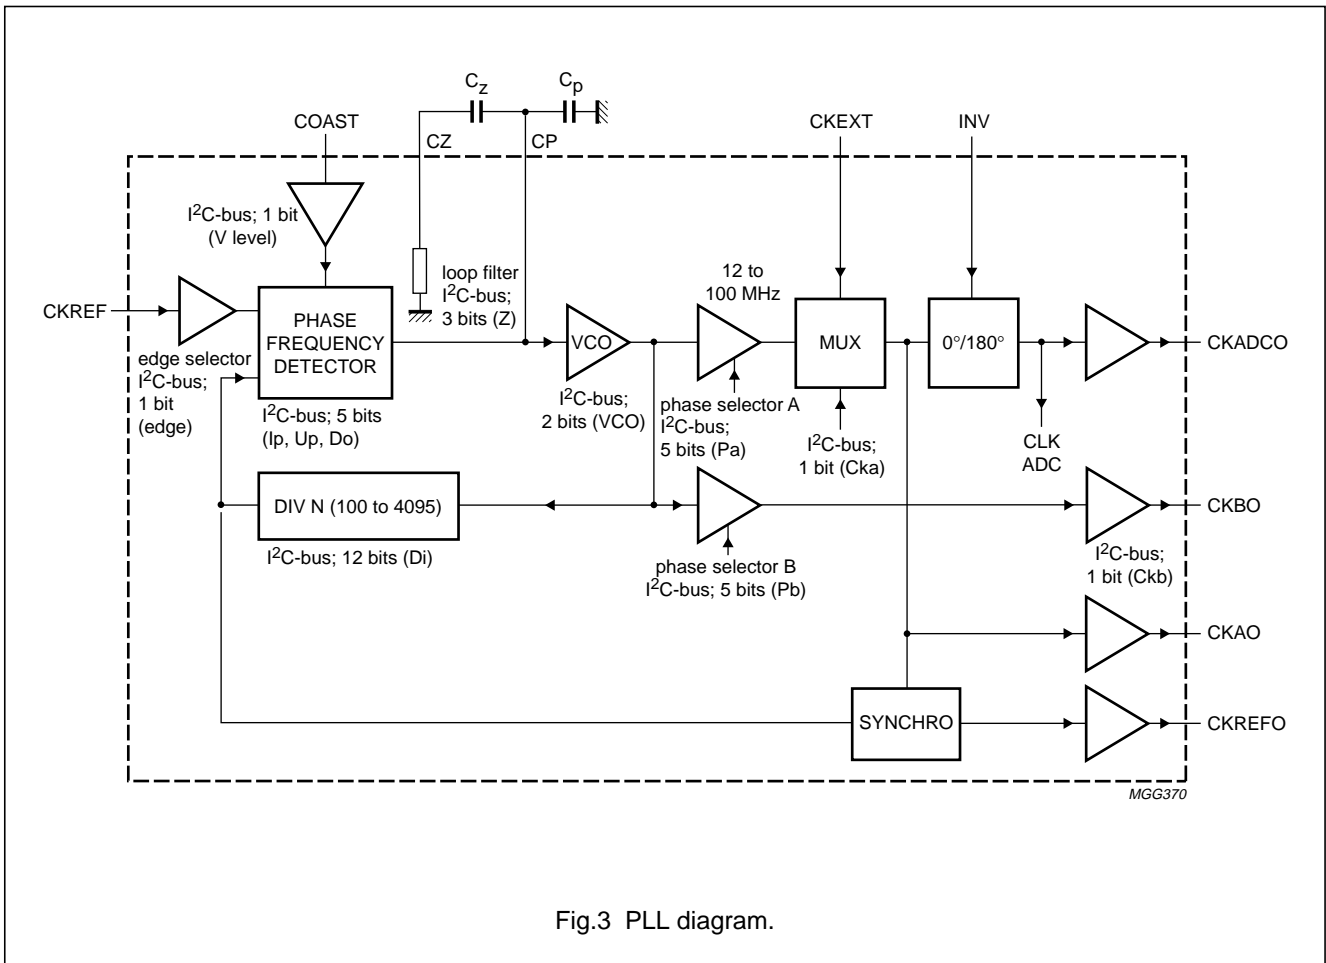 C_z
C_p
COAST
CZ
CP
CKEXT
INV
I²C-bus; 1 bit
(V level)
CKREF
edge selector
I²C-bus;
1 bit
(edge)
PHASE
FREQUENCY
DETECTOR
I²C-bus; 5 bits
(Ip, Up, Do)
loop filter
I²C-bus;
3 bits (Z)
VCO
I²C-bus;
2 bits (VCO)
12 to
100 MHz
phase selector A
I²C-bus;
5 bits (Pa)
MUX
I²C-bus;
1 bit (Cka)
0°/180°
CLK
ADC
CKADCO
DIV N (100 to 4095)
I²C-bus; 12 bits (Di)
phase selector B
I²C-bus; 5 bits (Pb)
CKBO
I²C-bus;
1 bit (Ckb)
CKAO
SYNCHRO
CKREFO
MGG370
Fig.3 PLL diagram.